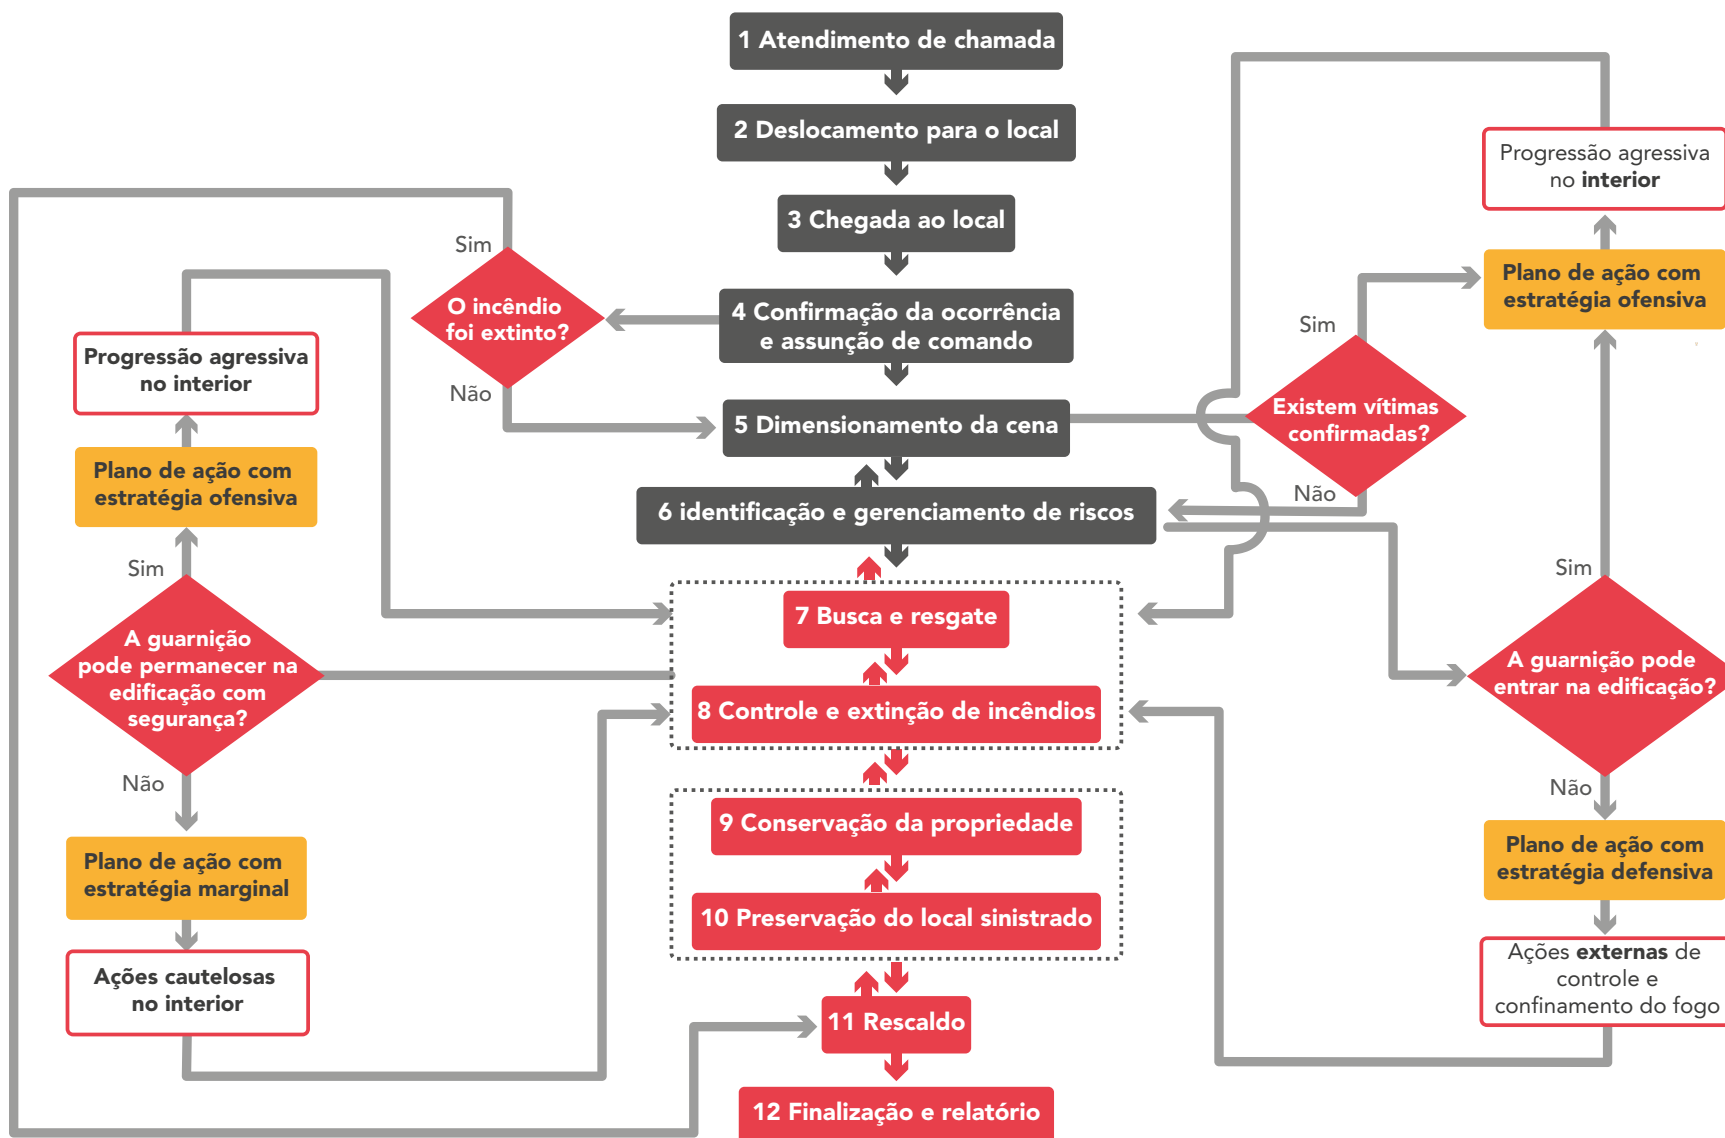 1 Atendimento de chamada
2 Deslocamento para o local
3 Chegada ao local
4 Confirmação da ocorrência
e assunção de comando
5 Dimensionamento da cena
6 identificação e gerenciamento de riscos
7 Busca e resgate
8 Controle e extinção de incêndios
9 Conservação da propriedade
10 Preservação do local sinistrado
11 Rescaldo
12 Finalização e relatório
Sim
O incêndio
foi extinto?
Não
Progressão agressiva
no interior
Plano de ação com
estratégia ofensiva
Sim
A guarnição
pode permanecer na
edificação com
segurança?
Não
Plano de ação com
estratégia marginal
Ações cautelosas
no interior
Progressão agressiva
no interior
Plano de ação com
estratégia ofensiva
Sim
Existem vítimas
confirmadas?
Não
Sim
A guarnição pode
entrar na edificação?
Não
Plano de ação com
estratégia defensiva
Ações externas de
controle e
confinamento do fogo